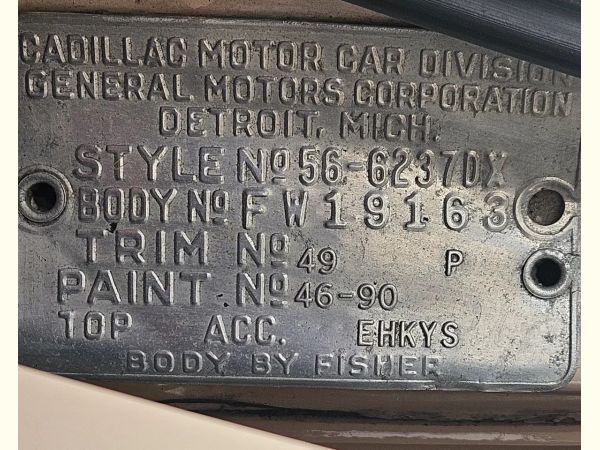 CADILLAC MOTOR CAR DIVISION
GENERAL MOTORS CORPORATION
DETROIT, MICH.
STYLE No 56-6237DX
BODY No FW19163
TRIM No 49 P
PAINT No 46-90
TOP ACC. EHKYS
BODY BY FISHER